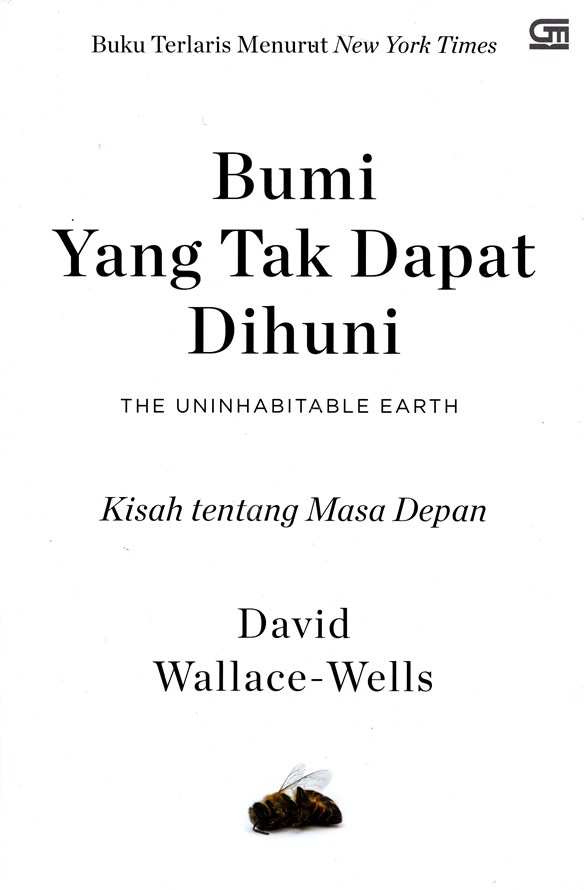 Buku Terlaris Menurut New York Times
GM
Bumi
Yang Tak Dapat
Dihuni
THE UNINHABITABLE EARTH
Kisah tentang Masa Depan
David
Wallace-Wells